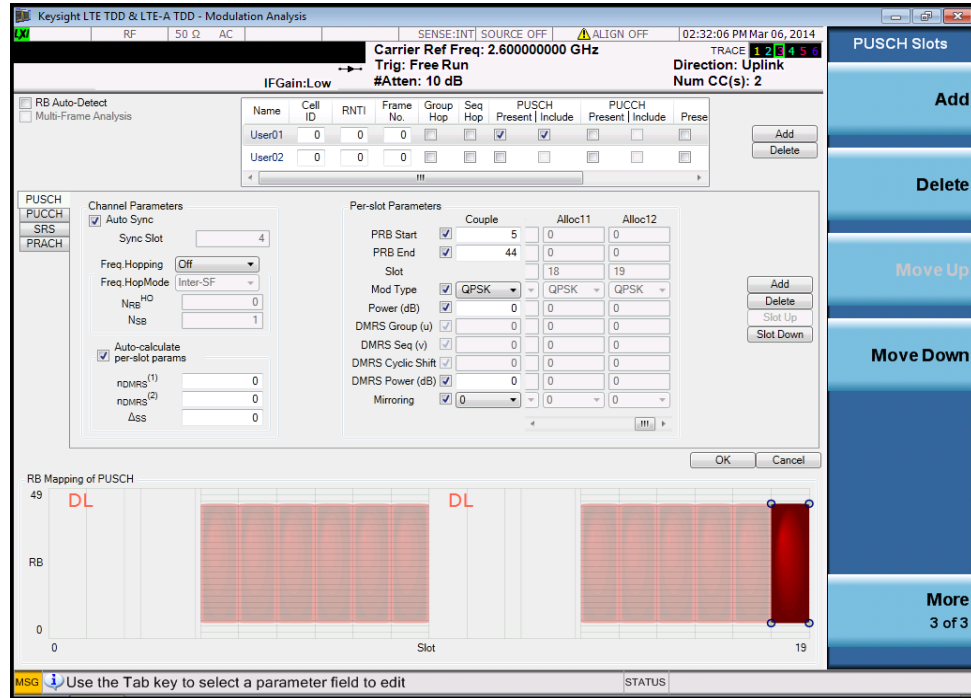 Keysight LTE TDD & LTE-A TDD - Modulation Analysis
LXI RF 50 Ω AC SENSE:INT SOURCE OFF ALIGN OFF 02:32:06 PM Mar 06, 2014
Carrier Ref Freq: 2.600000000 GHz TRACE 1 2 3 4 5 6
Trig: Free Run Direction: Uplink
IFGain:Low #Atten: 10 dB Num CC(s): 2
PUSCH Slots
Add
Delete
Move Up
Move Down
More
3 of 3
RB Auto-Detect
Multi-Frame Analysis
Name Cell ID RNTI Frame No. Group Hop Seq Hop PUSCH Present | Include PUCCH Present | Include Prese
User01 0 0 0
User02 0 0 0
Add
Delete
PUSCH
PUCCH
SRS
PRACH
Channel Parameters
Auto Sync
Sync Slot 4
Freq.Hopping Off
Freq.HopMode Inter-SF
NRB HO 0
NSB 1
Auto-calculate
per-slot params
nDMRS (1) 0
nDMRS (2) 0
Δss 0
Per-slot Parameters
Couple Alloc11 Alloc12
PRB Start 5 0 0
PRB End 44 0 0
Slot 18 19
Mod Type QPSK QPSK QPSK
Power (dB) 0 0 0
DMRS Group (u) 0 0 0
DMRS Seq (v) 0 0 0
DMRS Cyclic Shift 0 0 0
DMRS Power (dB) 0 0 0
Mirroring 0 0 0
Add
Delete
Slot Up
Slot Down
OK Cancel
RB Mapping of PUSCH
49 DL DL
RB
0
0 Slot 19
MSG Use the Tab key to select a parameter field to edit STATUS